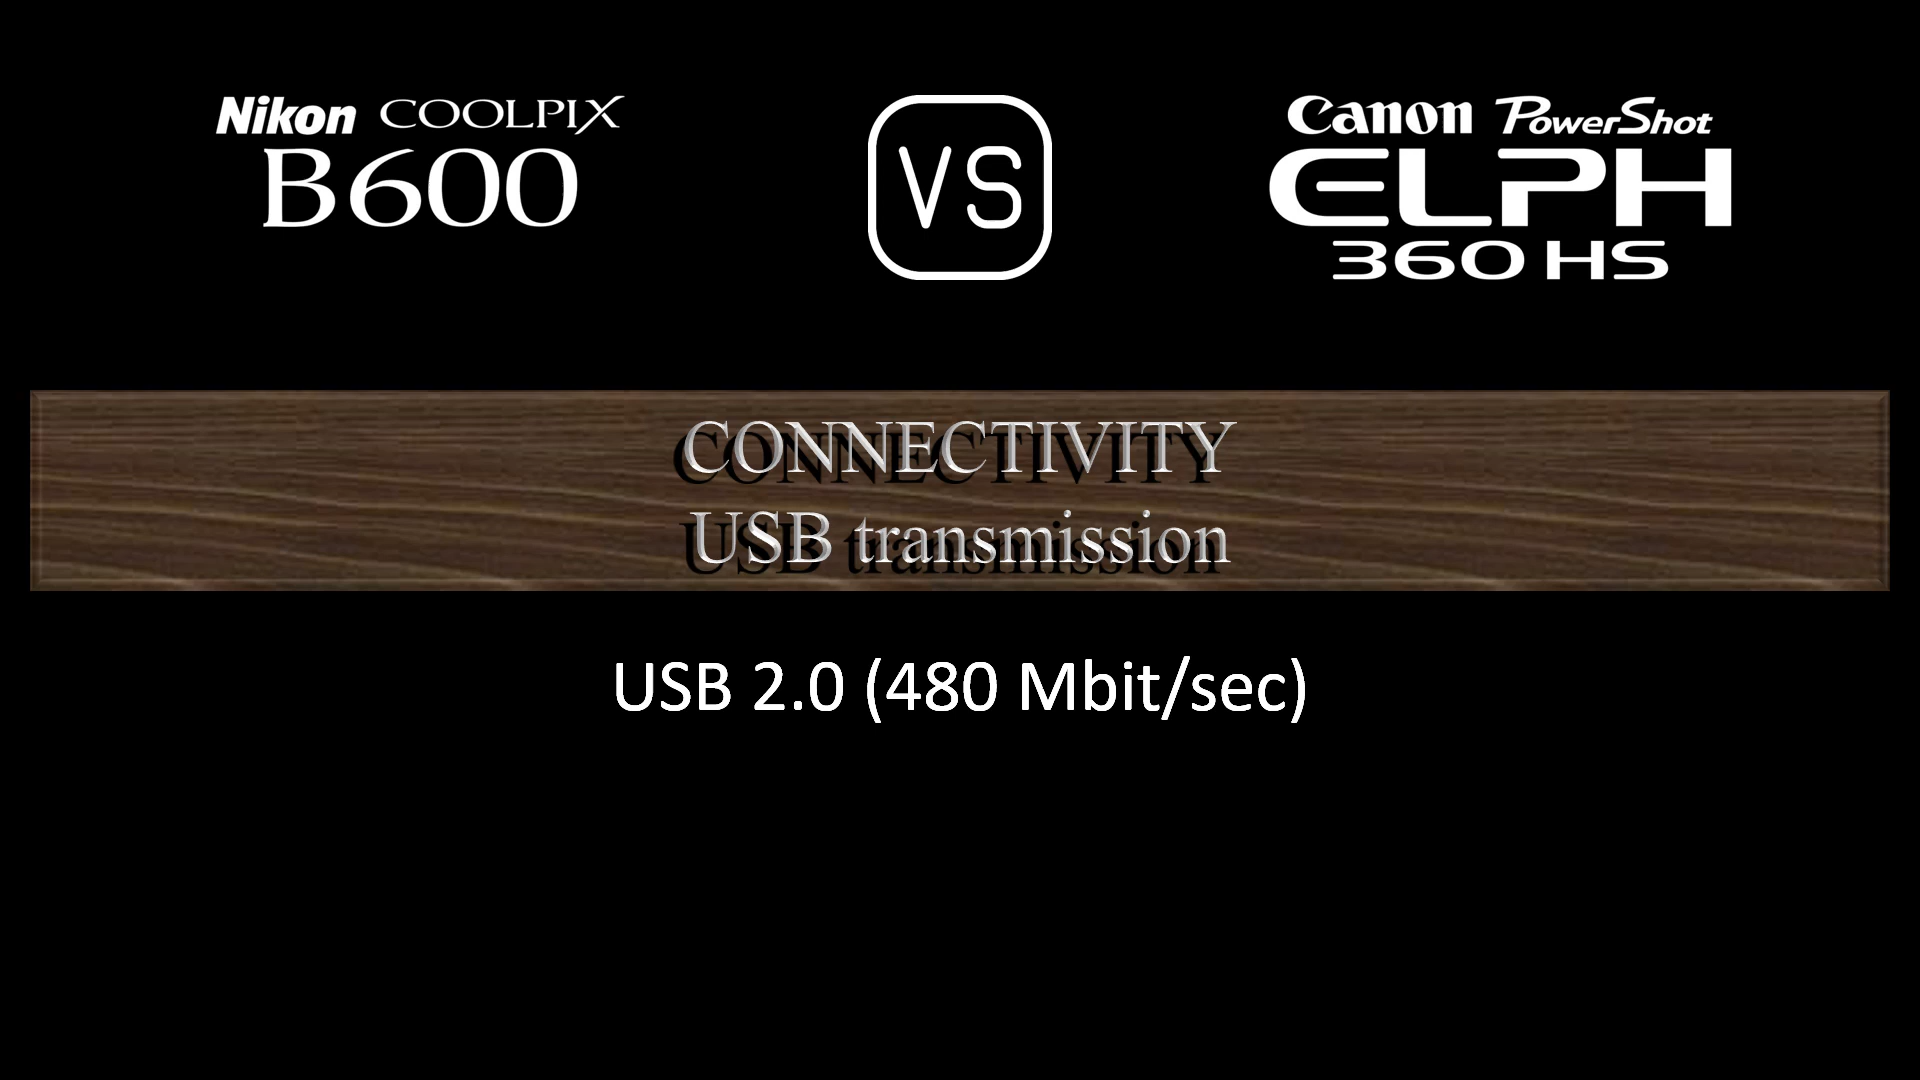 Nikon COOLPIX
B600
VS
Canon PowerShot
ELPH
360 HS
CONNECTIVITY
USB transmission
USB 2.0 (480 Mbit/sec)